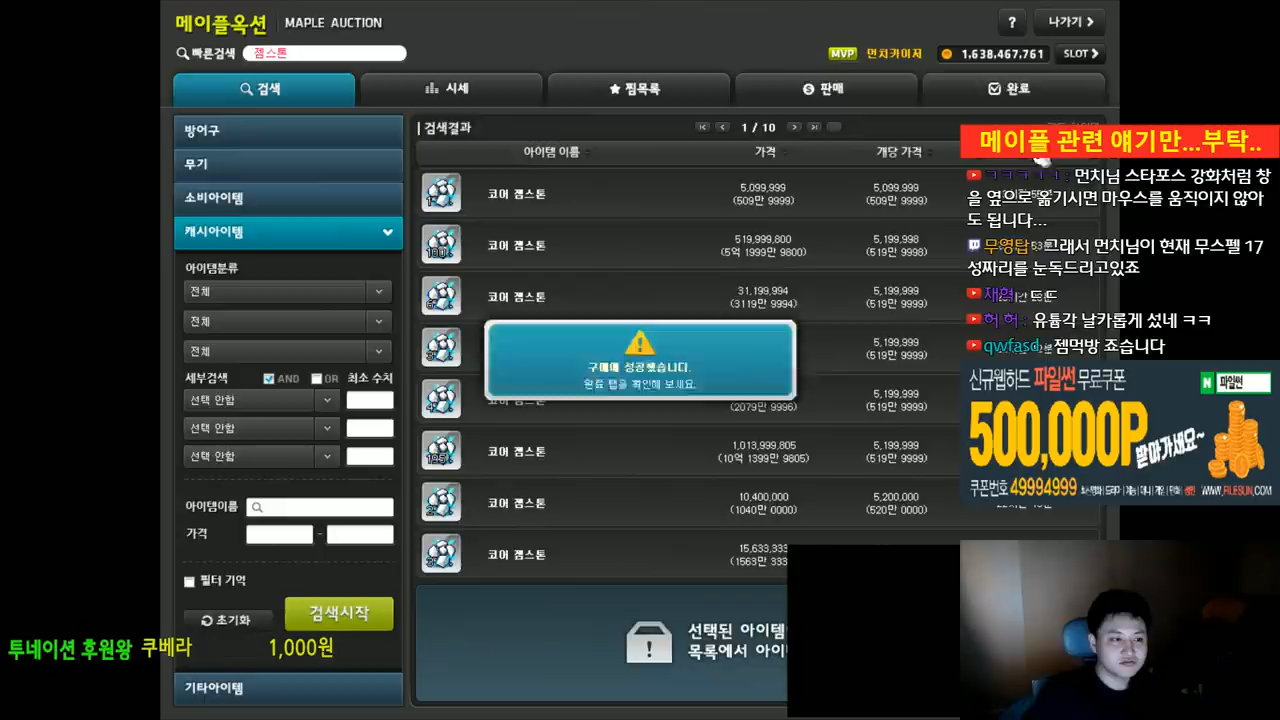 메이플옥션 MAPLE AUCTION
? 나가기 >
빠른검색 젬스톤
MVP 먼치카이저 1,638,467,761 SLOT >
검색 시세 찜목록 판매 완료
방어구
무기
소비아이템
캐시아이템
아이템분류
전체
전체
전체
세부검색 AND OR 최소 수치
선택 안함
선택 안함
선택 안함
아이템이름
가격 -
필터 기억
초기화 검색시작
기타아이템
검색결과 1 / 10
아이템 이름 가격 개당 가격
코어 젬스톤 5,099,999 5,099,999
(509만 9999) (509만 9999)
코어 젬스톤 519,999,800 5,199,998
(5억 1999만 9800) (519만 9998)
코어 젬스톤 31,199,994 5,199,999
(3119만 9994) (519만 9999)
5,199,999
(519만 9999)
5,199,999
(2079만 9996) (519만 9999)
코어 젬스톤 1,013,999,805 5,199,999
(10억 1399만 9805) (519만 9999)
코어 젬스톤 10,400,000 5,200,000
(1040만 0000) (520만 0000)
코어 젬스톤 15,633,333
(1563만 333
구매에 성공했습니다.
완료 탭을 확인해 보세요.
선택된 아이템
목록에서 아이
메이플 관련 얘기만...부탁..
ㅋㅋㅋㅋㅋ: 먼치님 스타포스 강화처럼 창
을 옆으로 옮기시면 마우스를 움직이지 않아
도 됩니다...
무영탑: 그래서 먼치님이 현재 무스펠 17
성짜리를 눈독드리고있죠
재혁: 드든
허 허: 유튭각 날카롭게 섰네 ㅋㅋ
qwfasd: 젬먹방 죠습니다
신규웹하드 파일썬 무료쿠폰
N 파일썬
500,000P
받아가세요~
쿠폰번호 49994999
WWW.FILESUN.COM
투네이션 후원왕 쿠베라 1,000원